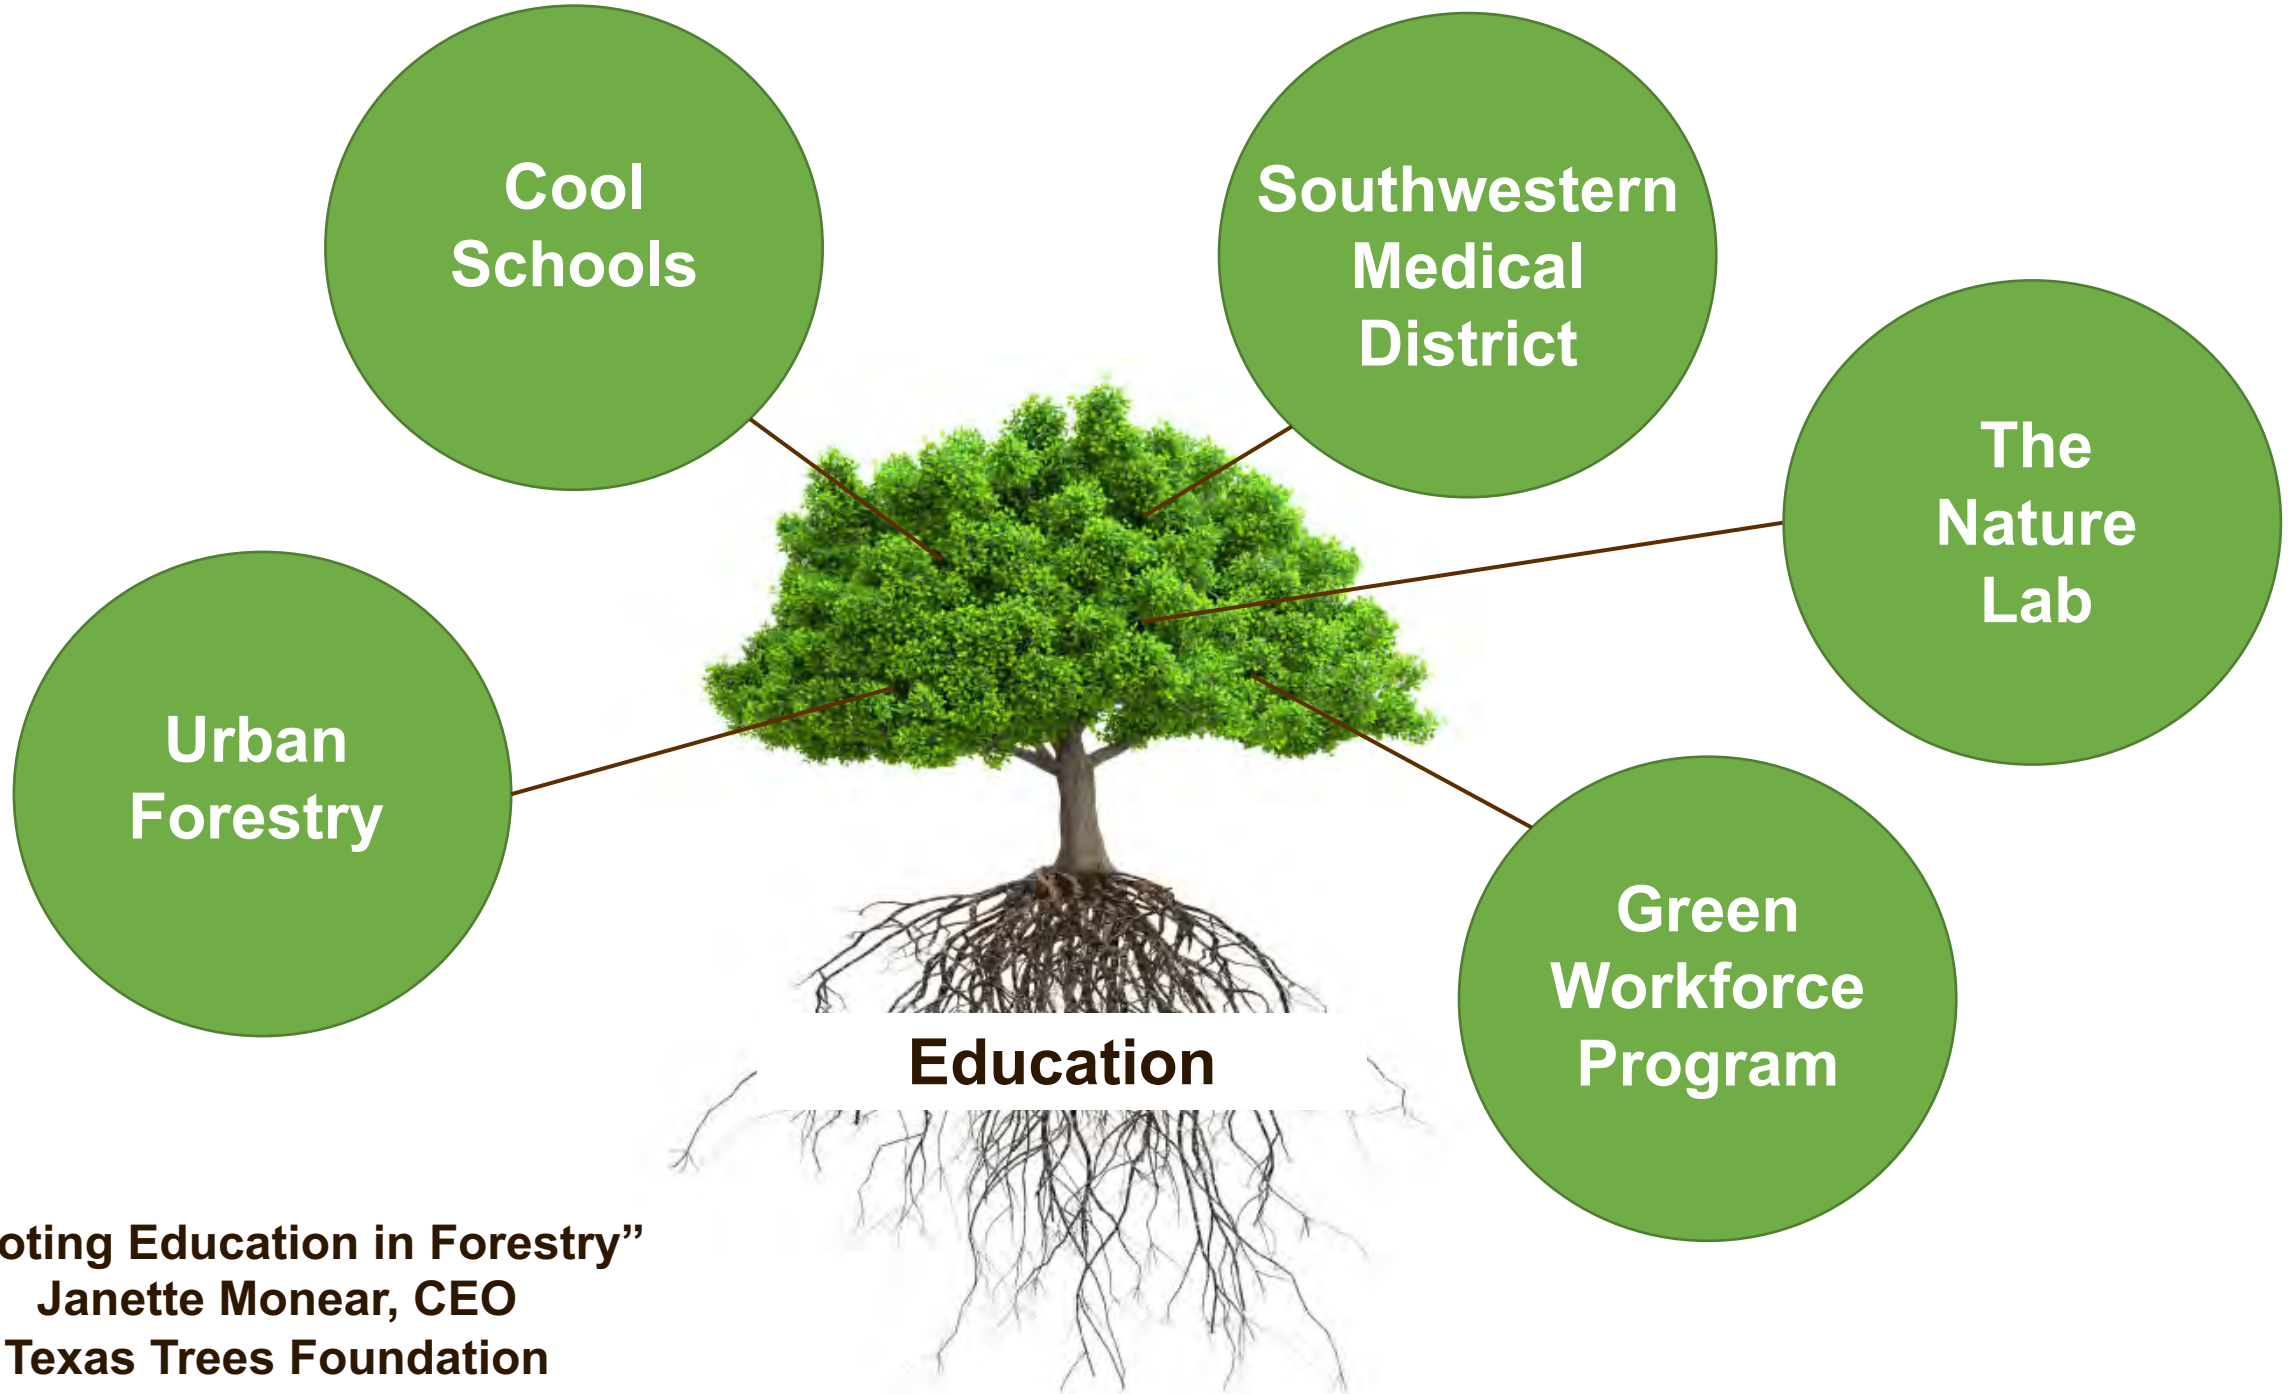 Cool
Schools
Southwestern
Medical
District
The
Nature
Lab
Urban
Forestry
Green
Workforce
Program
Education
oting Education in Forestry”
Janette Monear, CEO
Texas Trees Foundation